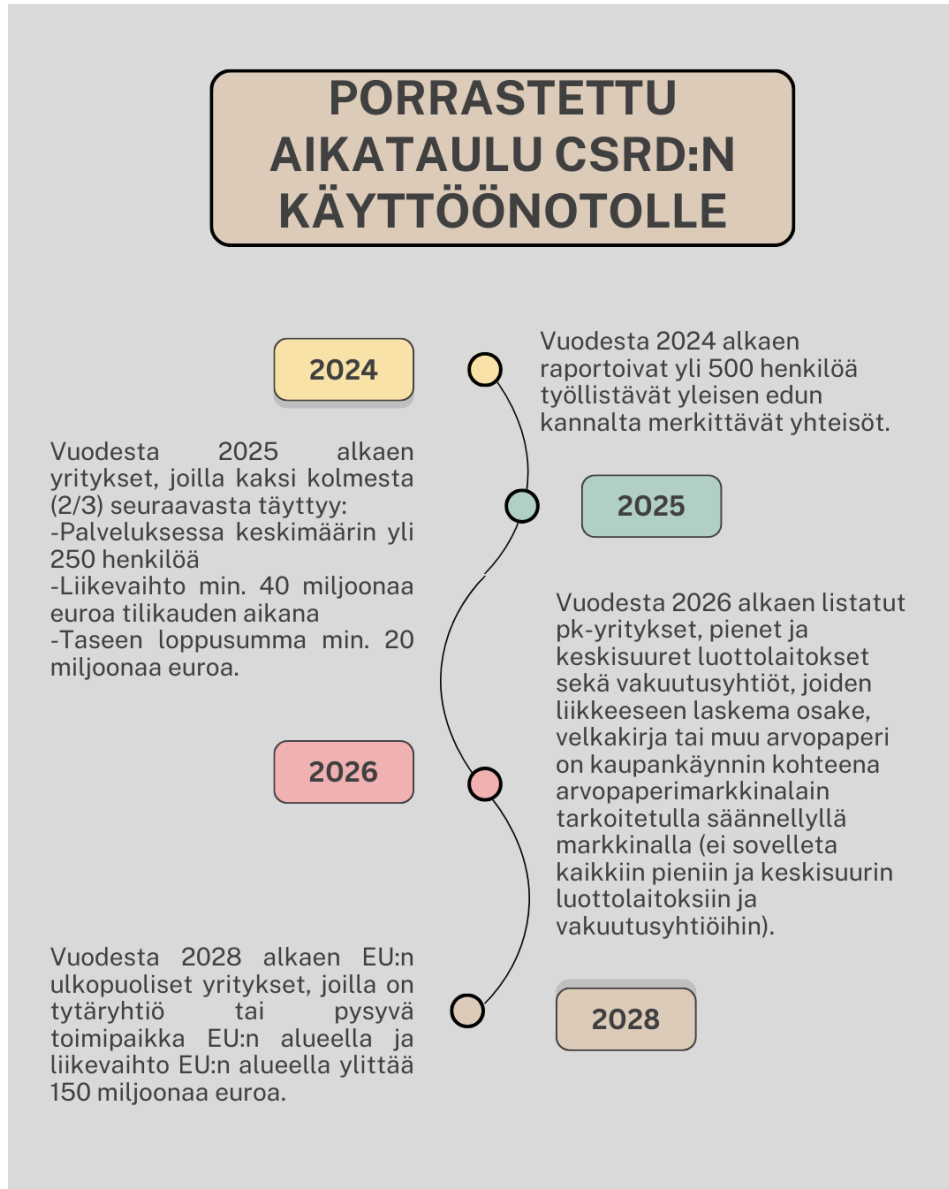 PORRASTETTU
AIKATAULU CSRD:N
KÄYTTÖÖNOTOLLE
2024
Vuodesta 2024 alkaen
raportoivat yli 500 henkilöä
työllistävät yleisen edun
kannalta merkittävät yhteisöt.
2025
Vuodesta 2025 alkaen
yritykset, joilla kaksi kolmesta
(2/3) seuraavasta täyttyy:
-Palveluksessa keskimäärin yli
250 henkilöä
-Liikevaihto min. 40 miljoonaa
euroa tilikauden aikana
-Taseen loppusumma min. 20
miljoonaa euroa.
2026
Vuodesta 2026 alkaen listatut
pk-yritykset, pienet ja
keskisuuret luottolaitokset
sekä vakuutusyhtiöt, joiden
liikkeeseen laskema osake,
velkakirja tai muu arvopaperi
on kaupankäynnin kohteena
arvopaperimarkkinalain
tarkoitetulla säännellyllä
markkinalla (ei sovelleta
kaikkiin pieniin ja keskisuurin
luottolaitoksiin ja
vakuutusyhtiöihin).
2028
Vuodesta 2028 alkaen EU:n
ulkopuoliset yritykset, joilla on
tytäryhtiö tai pysyvä
toimipaikka EU:n alueella ja
liikevaihto EU:n alueella ylittää
150 miljoonaa euroa.